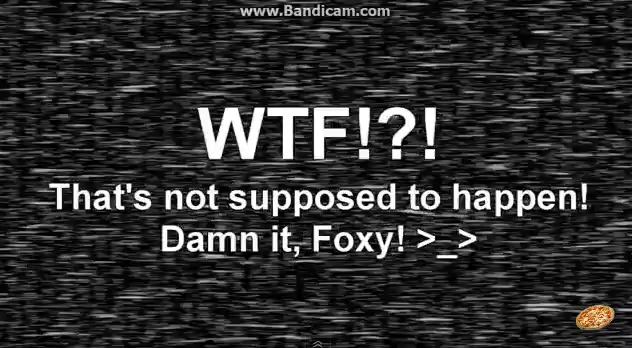 www.Bandicam.com
WTF!?!
That's not supposed to happen!
Damn it, Foxy! >_>